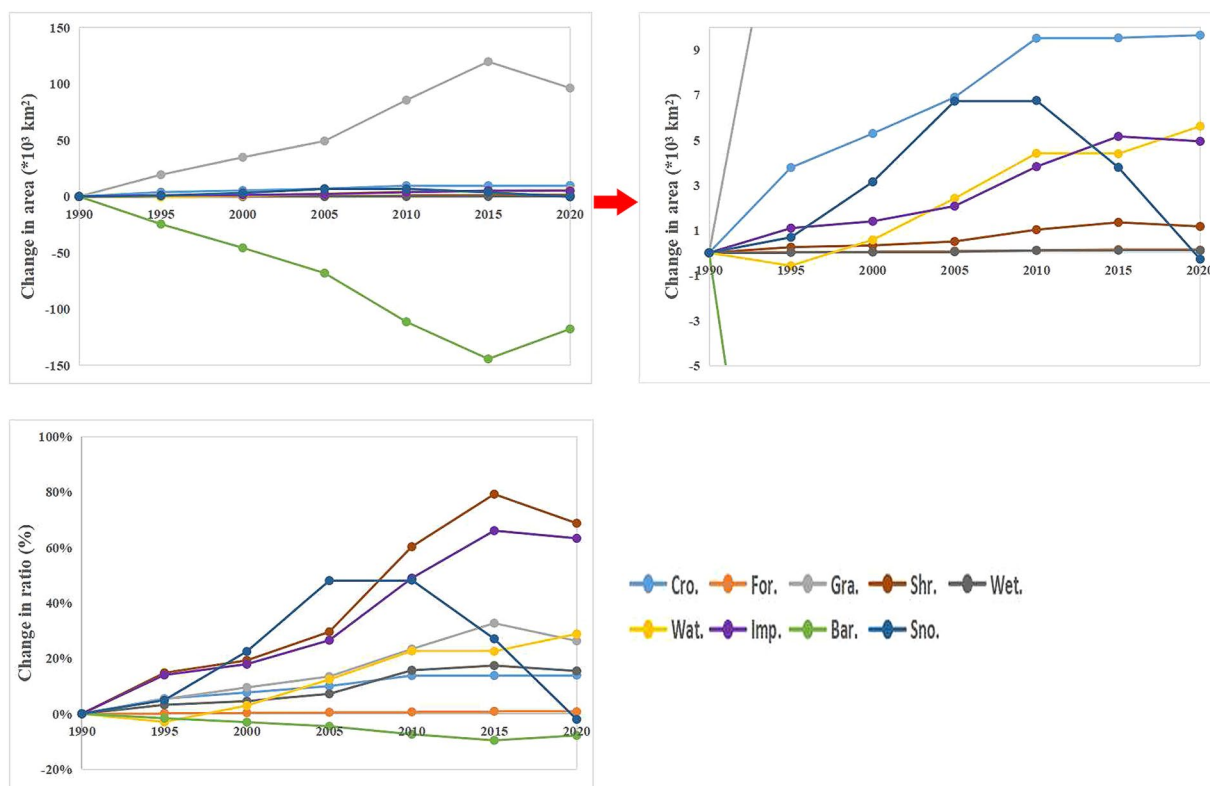 Change in area (*10³ km²)
150
100
50
0
-50
-100
-150
1990 1995 2000 2005 2010 2015 2020
Change in area (*10³ km²)
9
7
5
3
1
-1
-3
-5
1990 1995 2000 2005 2010 2015 2020
Change in ratio (%)
100%
80%
60%
40%
20%
0%
-20%
1990 1995 2000 2005 2010 2015 2020
Cro. For. Gra. Shr. Wet.
Wat. Imp. Bar. Sno.